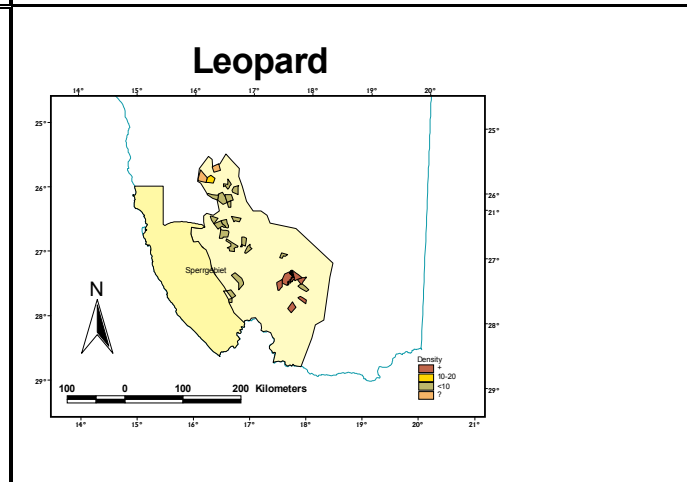 Leopard
14° 15° 16° 17° 18° 19° 20°
25° 25°
26° 26°
21°
27° 27°
Sperrgebiet
N
28° 28°
Density
+
10-20
<10
?
29° 29°
100 0 100 200 Kilometers
14° 15° 16° 17° 18° 19° 20° 21°